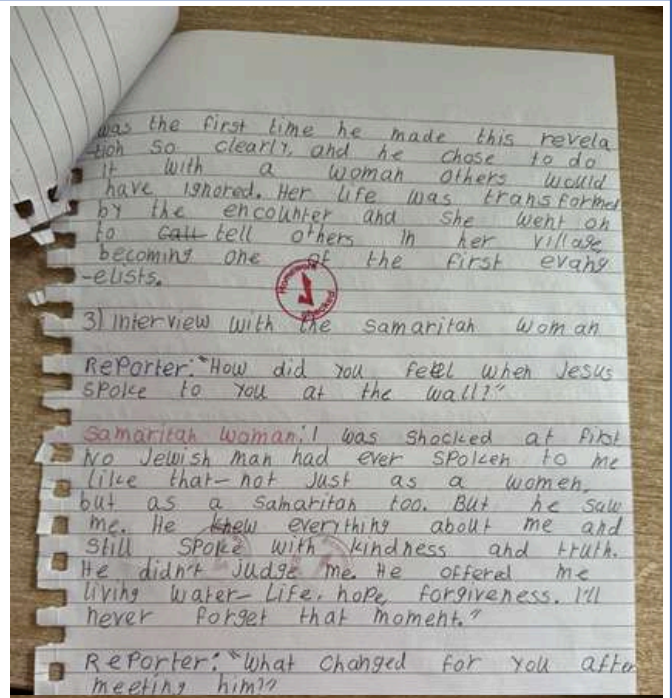 was the first time he made this revela
-tion so clearly, and he chose to do
it with a woman others would
have ignored. Her life was transformed
by the encounter and she went on
to call tell others in her village
becoming one of the first evang
-elists.
Homework
Checked
3) interview with the samaritan woman
Reporter: "How did you feel when Jesus
spoke to you at the wall?"
Samaritan woman: I was shocked at first
No Jewish man had ever spoken to me
like that- not just as a women,
but as a Samaritan too. But he saw
me. He knew everything about me and
still spoke with kindness and truth.
He didn't judge me. He offered me
living water- Life, hope, forgiveness. I'll
never forget that moment."
Reporter: "What changed for you after
meeting him?"